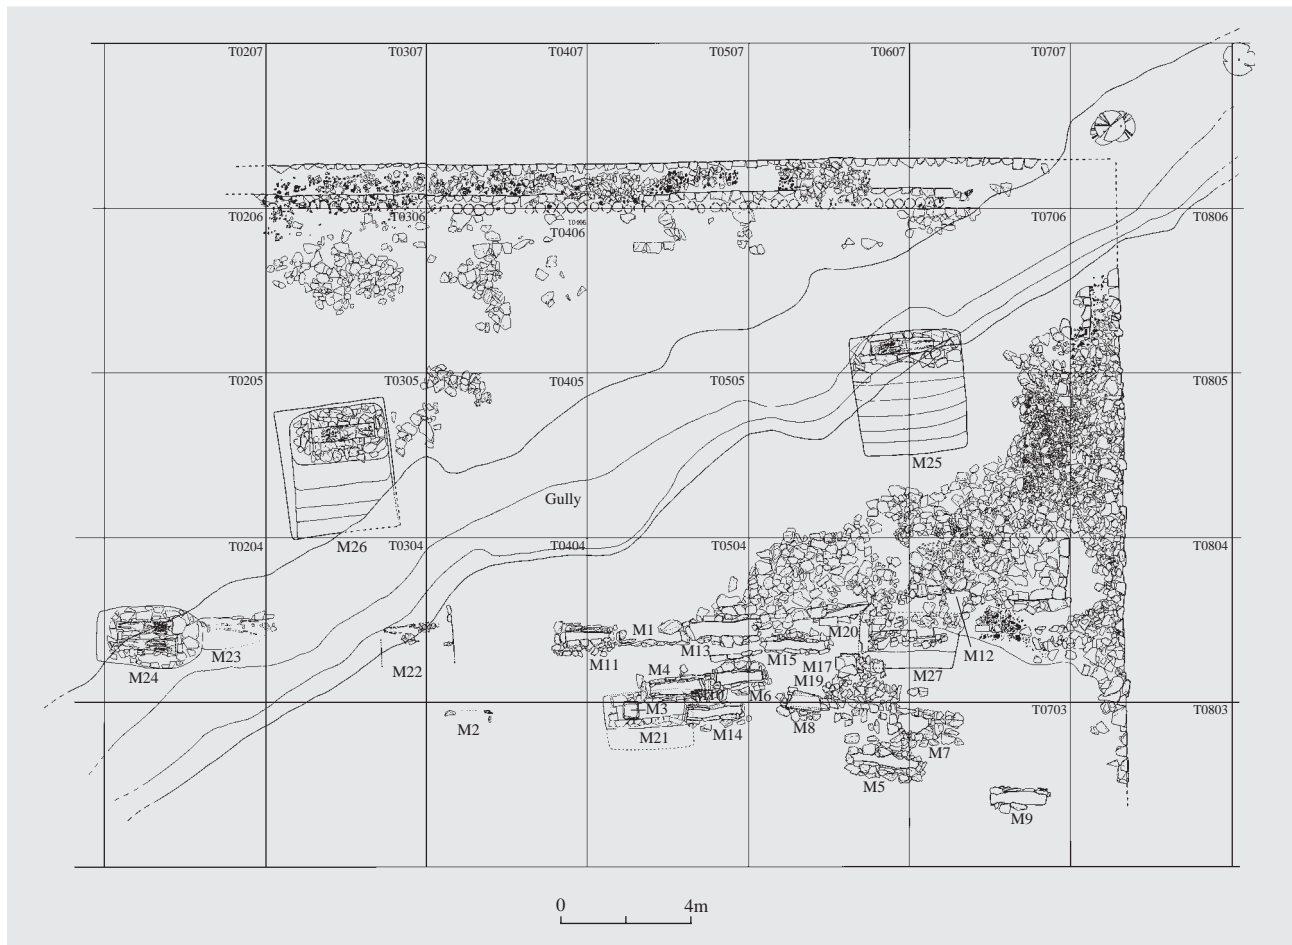 T0207 T0307 T0407 T0507 T0607 T0707
T0206 T0306 T0406 T0706 T0806
T0406
T0205 T0305 T0405 T0505 T0805
M25
Gully
M26
T0204 T0304 T0404 T0504 T0804
M1 M20
M23 M11 M13 M15 M12
M24 M22 M4 M17 M27
M19
M10 M6
M3 T0703 T0803
M2 M21 M14 M8
M7
M5
M9
0 4m